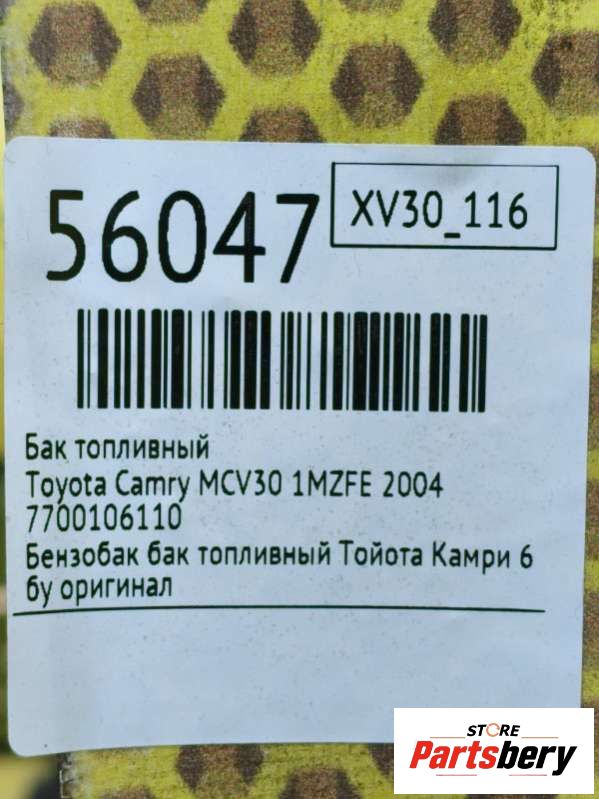 56047
XV30_116
Бак топливный
Toyota Camry MCV30 1MZFE 2004
7700106110
Бензобак бак топливный Тойота Камри 6
бу оригинал
STORE
Partsbery